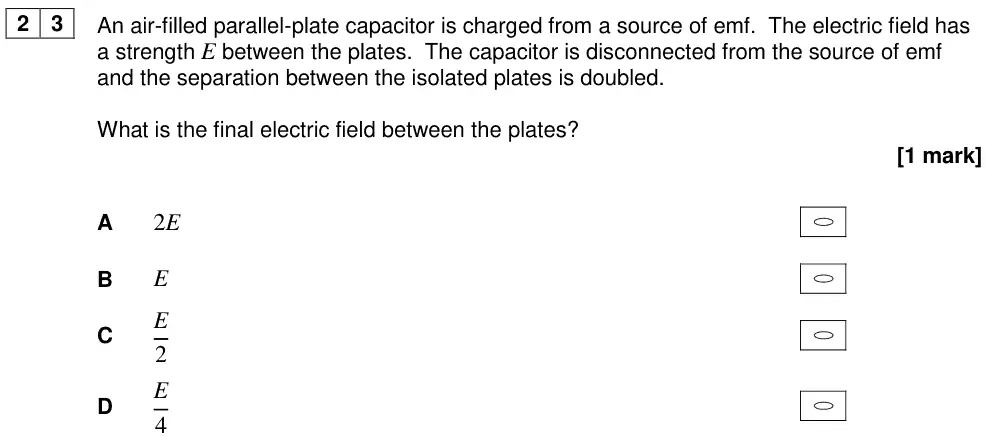 2 3 An air-filled parallel-plate capacitor is charged from a source of emf. The electric field has
a strength E between the plates. The capacitor is disconnected from the source of emf
and the separation between the isolated plates is doubled.
What is the final electric field between the plates?
[1 mark]
A 2E
B E
C E/2
D E/4